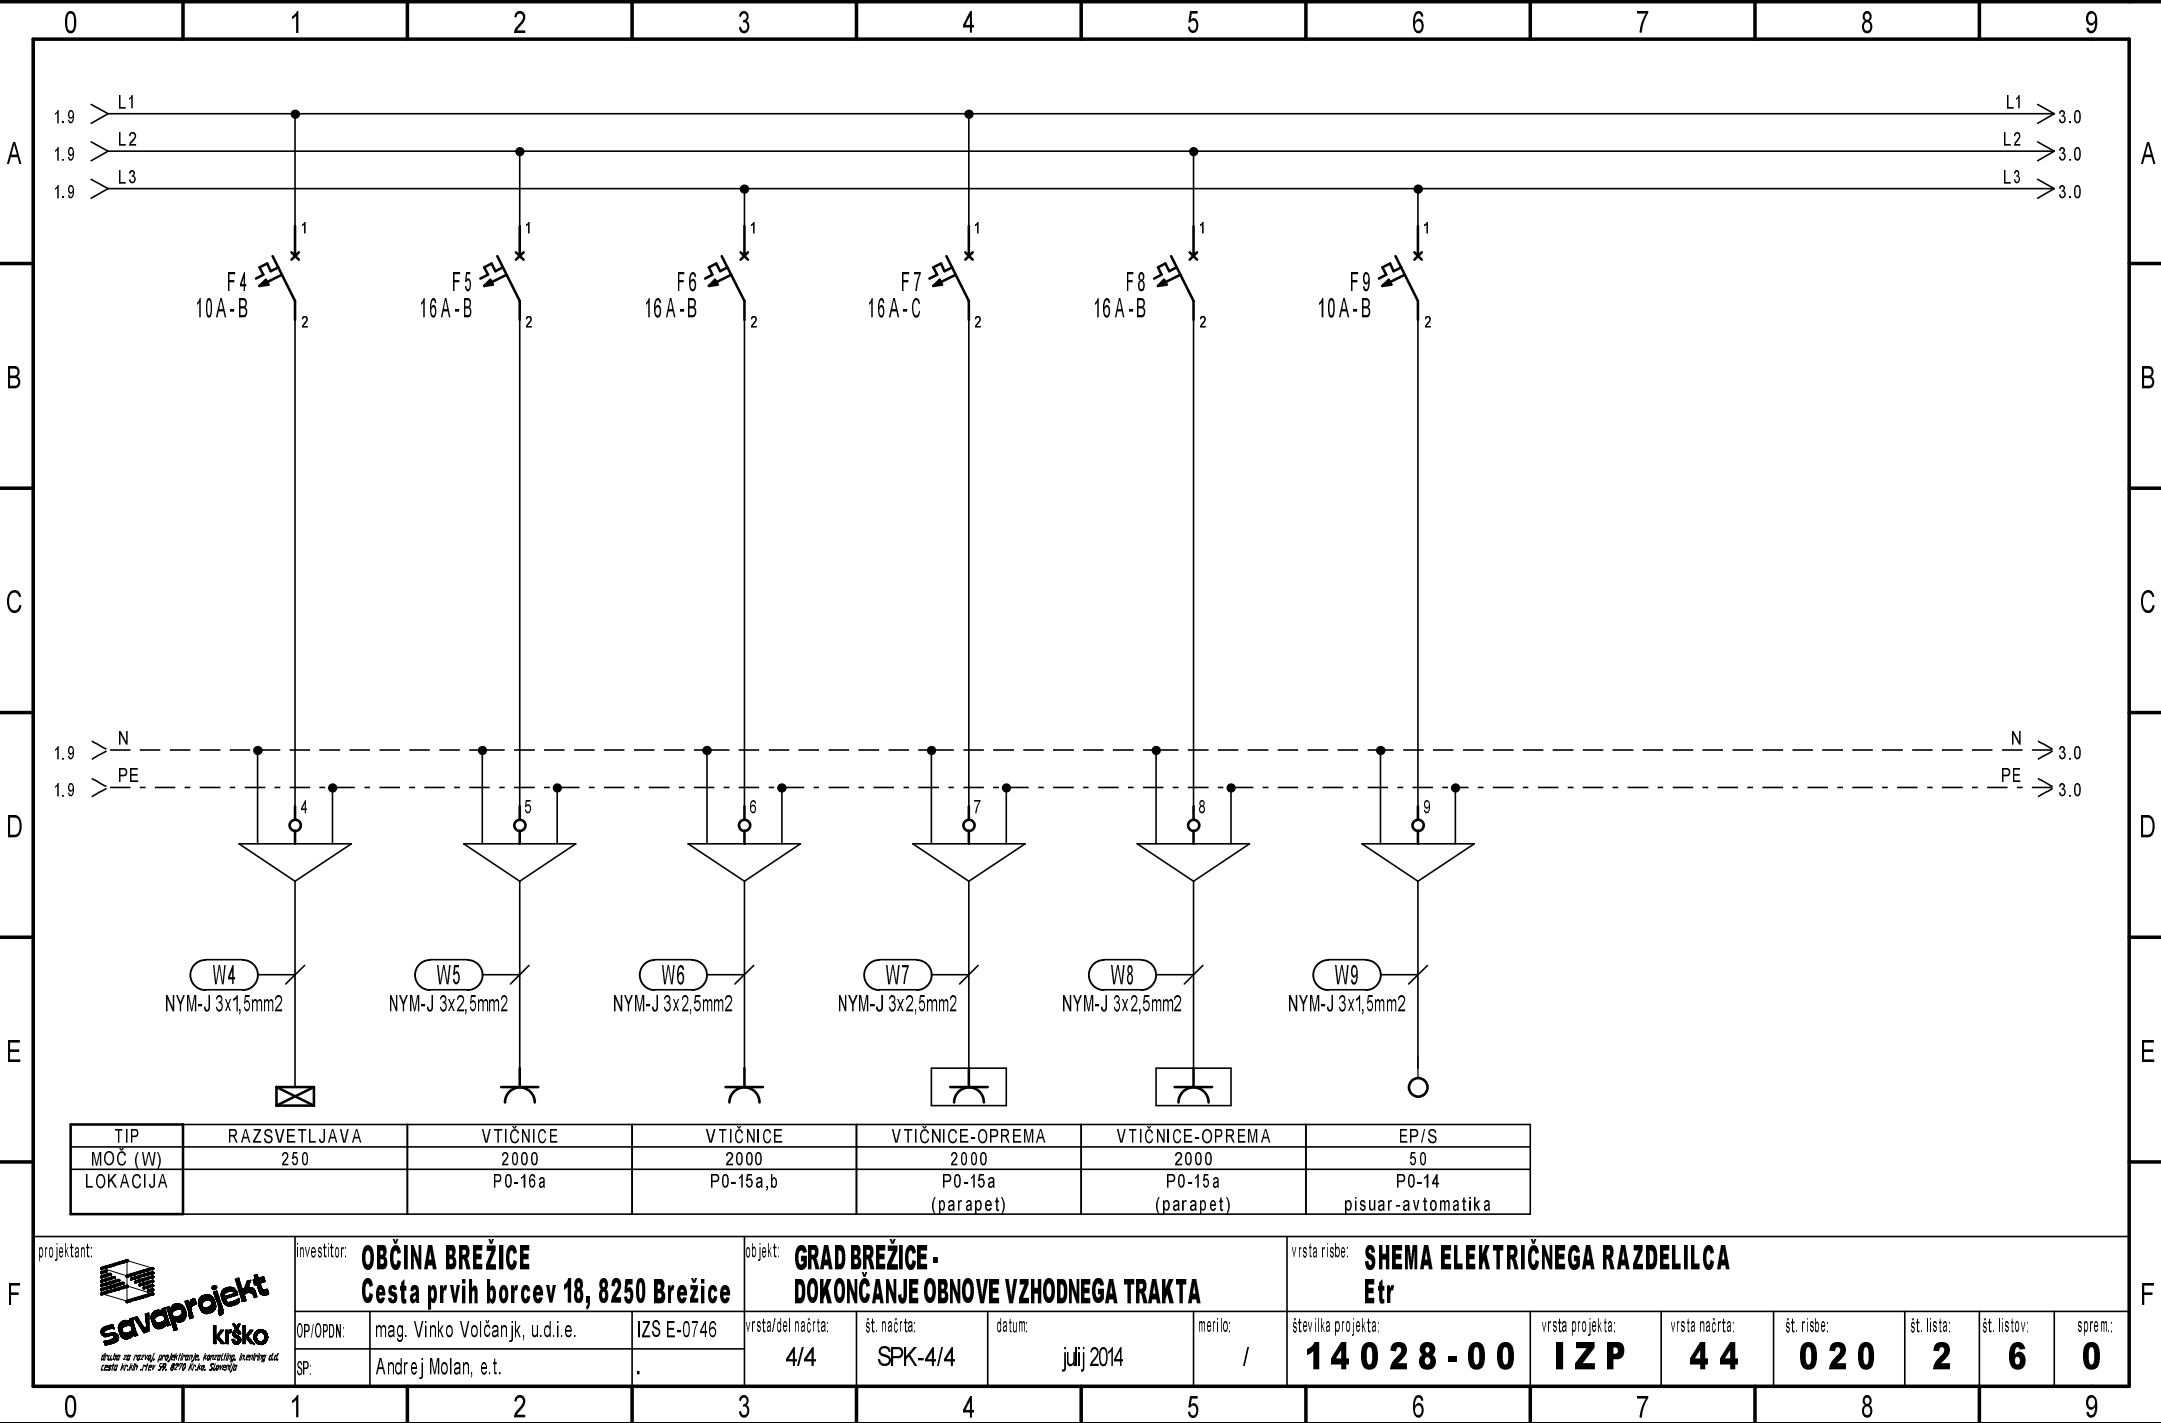 0 1 2 3 4 5 6 7 8 9
1.9 L1 L1 3.0
A 1.9 L2 L2 3.0 A
1.9 L3 L3 3.0
1 1 1 1 1 1
F4 F5 F6 F7 F8 F9
10A-B 16A-B 16A-B 16A-C 16A-B 10A-B
2 2 2 2 2 2
B B
C C
1.9 N N 3.0
1.9 PE PE 3.0
4 5 6 7 8 9
D D
W4 W5 W6 W7 W8 W9
NYM-J 3x1,5mm2 NYM-J 3x2,5mm2 NYM-J 3x2,5mm2 NYM-J 3x2,5mm2 NYM-J 3x2,5mm2 NYM-J 3x1,5mm2
E E
TIP RAZSVETLJAVA VTIČNICE VTIČNICE VTIČNICE-OPREMA VTIČNICE-OPREMA EP/S
MOČ (W) 250 2000 2000 2000 2000 50
LOKACIJA P0-16a P0-15a,b P0-15a P0-15a P0-14
(parapet) (parapet) pisuar-avtomatika
projektant: investitor: OBČINA BREŽICE objekt: GRAD BREŽICE - vrsta risbe: SHEMA ELEKTRIČNEGA RAZDELILCA
Cesta prvih borcev 18, 8250 Brežice DOKONČANJE OBNOVE VZHODNEGA TRAKTA Etr
F F
savaprojekt
krško
OP/OPDN: mag. Vinko Volčanjk, u.d.i.e. IZS E-0746 vrsta/del načrta: št. načrta: datum: merilo: številka projekta: vrsta projekta: vrsta načrta: št. risbe: št. lista: št. listov: sprem.:
SP: Andrej Molan, e.t. . 4/4 SPK-4/4 julij 2014 / 14028-00 IZP 44 020 2 6 0
0 1 2 3 4 5 6 7 8 9